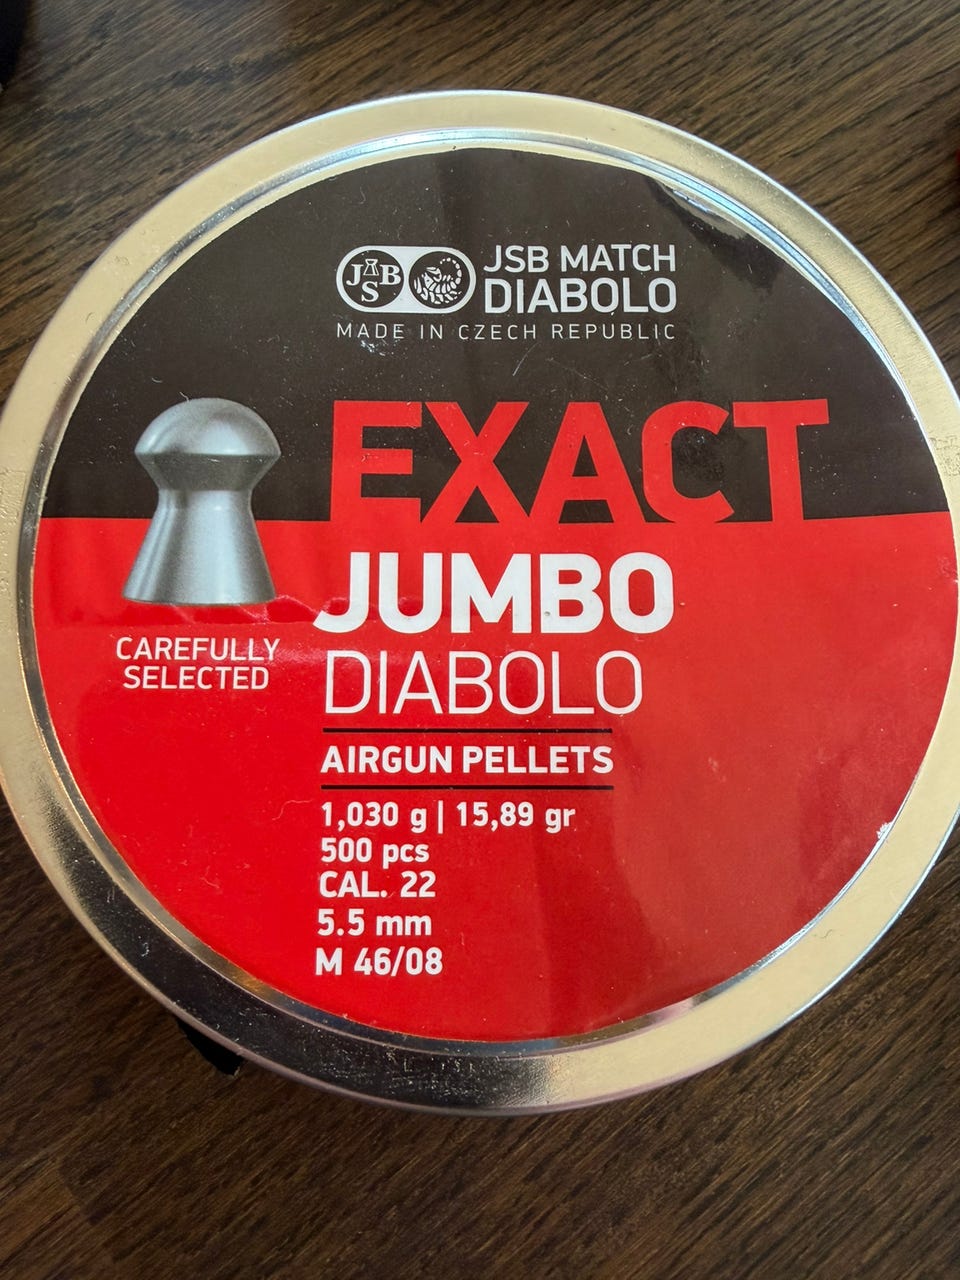 JSB
JSB MATCH
DIABOLO
MADE IN CZECH REPUBLIC
EXACT
JUMBO
DIABOLO
CAREFULLY
SELECTED
AIRGUN PELLETS
1,030 g | 15,89 gr
500 pcs
CAL. 22
5.5 mm
M 46/08